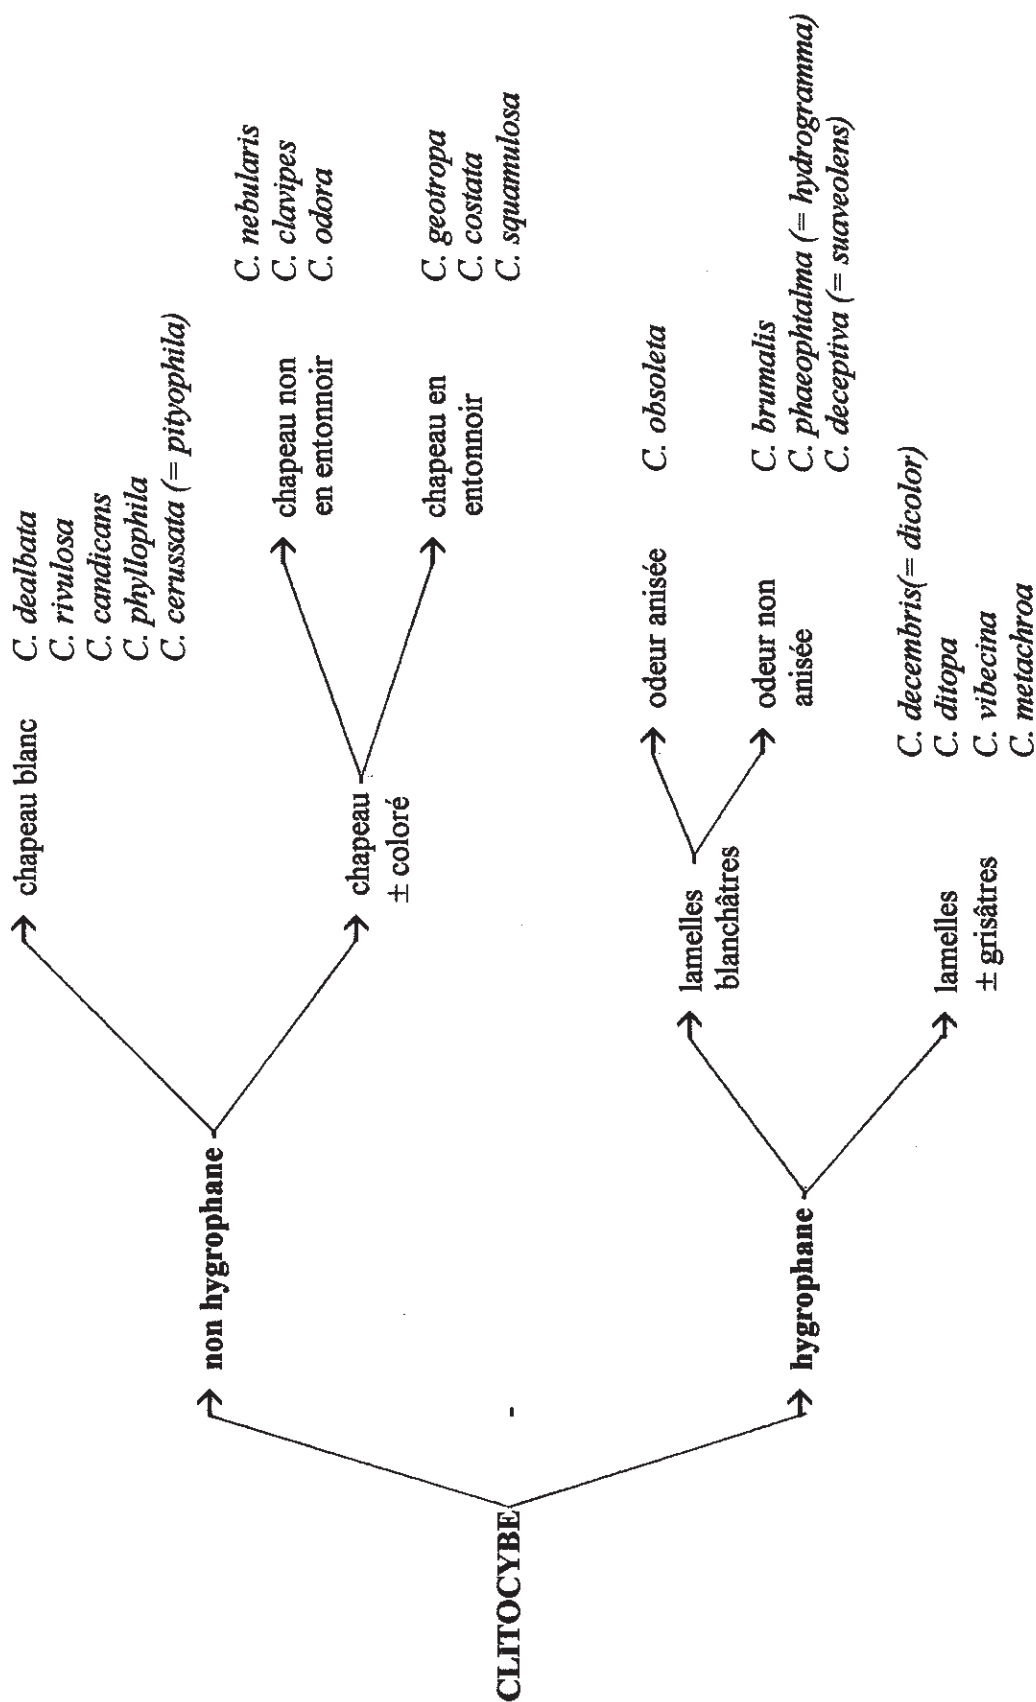 CLITOCYBE
non hygrophane
chapeau blanc
C. dealbata
C. rivulosa
C. candicans
C. phyllophila
C. cerussata (= pityophila)
chapeau
± coloré
chapeau non
en entonnoir
C. nebularis
C. clavipes
C. odora
chapeau en
entonnoir
C. geotropa
C. costata
C. squamulosa
hygrophane
lamelles
blanchâtres
odeur anisée
C. obsoleta
odeur non
anisée
C. brumalis
C. phaeophtalma (= hydrogramma)
C. deceptiva (= suaveolens)
lamelles
± grisâtres
C. decembris(= dicolor)
C. ditopa
C. vibecina
C. metachroa